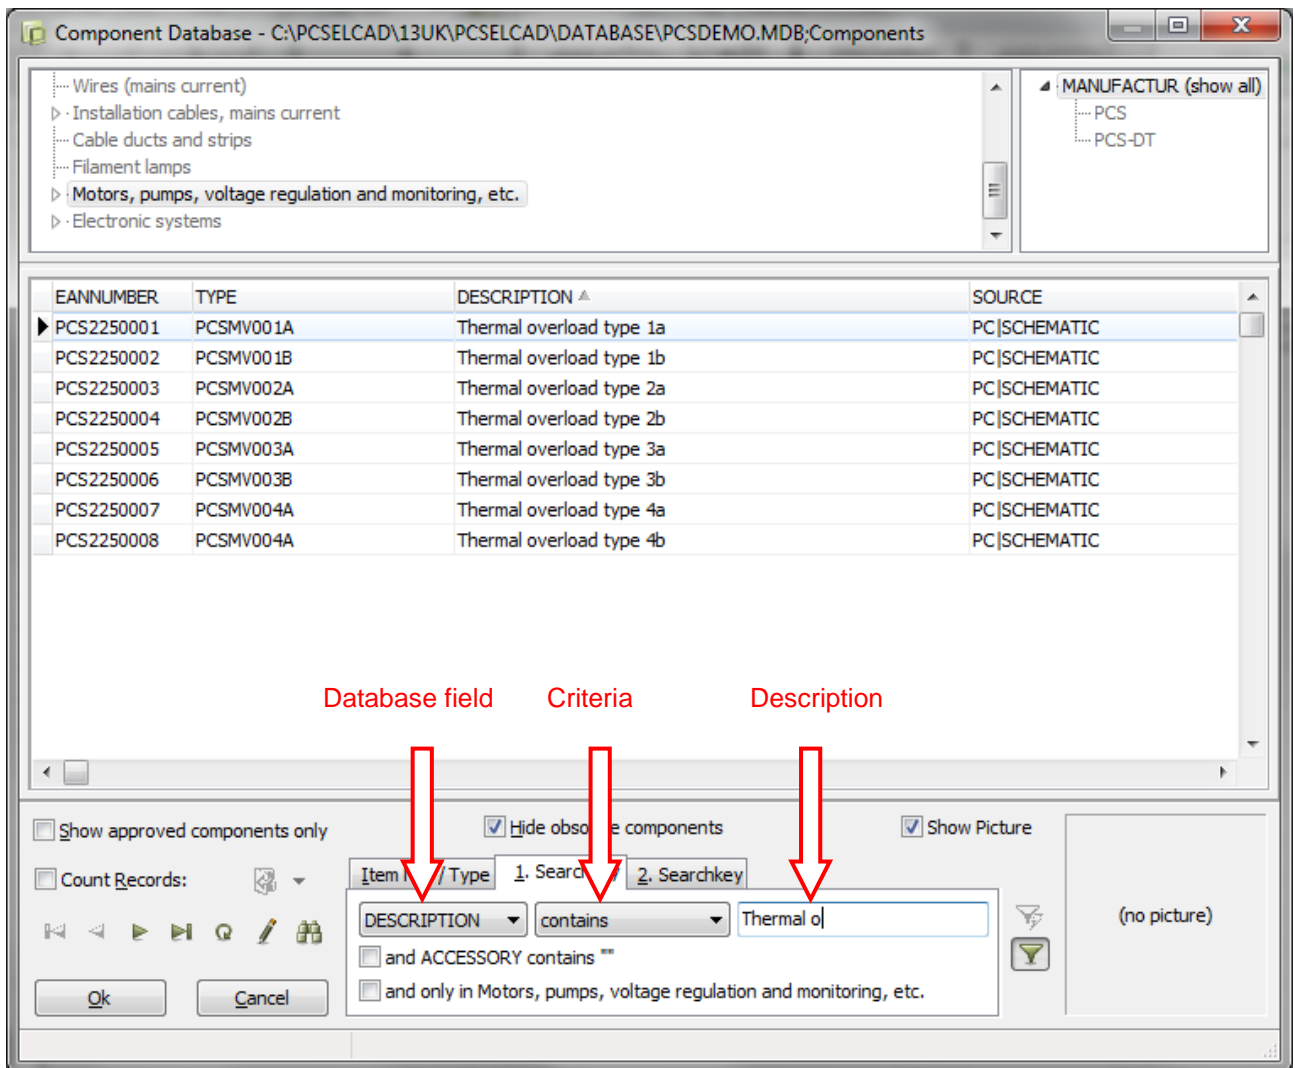 Component Database - C:\PCSELCAD\13UK\PCSELCAD\DATABASE\PCSDEMO.MDB;Components
Wires (mains current)
Installation cables, mains current
Cable ducts and strips
Filament lamps
Motors, pumps, voltage regulation and monitoring, etc.
Electronic systems
MANUFACTUR (show all)
PCS
PCS-DT
EANNUMBER TYPE DESCRIPTION SOURCE
PCS2250001 PCSMV001A Thermal overload type 1a PC|SCHEMATIC
PCS2250002 PCSMV001B Thermal overload type 1b PC|SCHEMATIC
PCS2250003 PCSMV002A Thermal overload type 2a PC|SCHEMATIC
PCS2250004 PCSMV002B Thermal overload type 2b PC|SCHEMATIC
PCS2250005 PCSMV003A Thermal overload type 3a PC|SCHEMATIC
PCS2250006 PCSMV003B Thermal overload type 3b PC|SCHEMATIC
PCS2250007 PCSMV004A Thermal overload type 4a PC|SCHEMATIC
PCS2250008 PCSMV004A Thermal overload type 4b PC|SCHEMATIC
Database field Criteria Description
Show approved components only Hide components Show Picture
Count Records:
Item / Type 1. 2. Searchkey
DESCRIPTION contains Thermal o
and ACCESSORY contains ""
and only in Motors, pumps, voltage regulation and monitoring, etc.
(no picture)
Ok Cancel